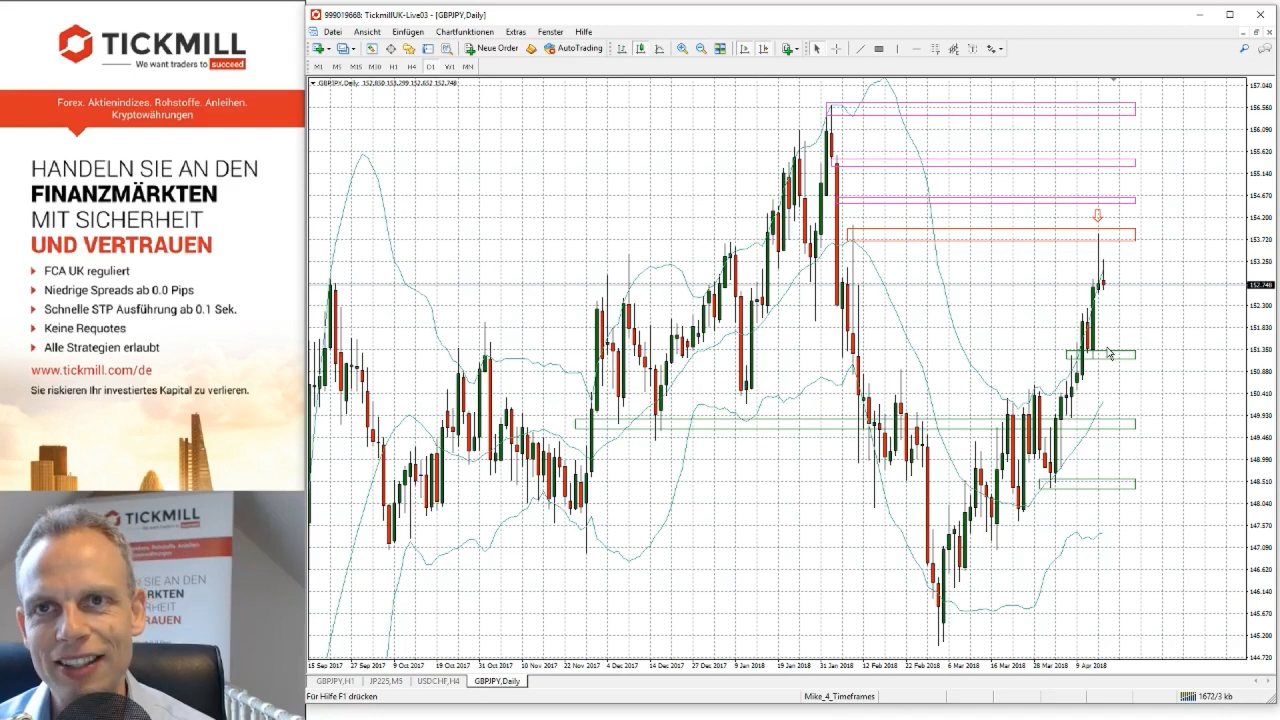 TICKMILL
We want traders to succeed
Forex. Aktienindizes. Rohstoffe. Anleihen.
Kryptowährungen
HANDELN SIE AN DEN
FINANZMÄRKTEN
MIT SICHERHEIT
UND VERTRAUEN
FCA UK reguliert
Niedrige Spreads ab 0.0 Pips
Schnelle STP Ausführung ab 0.1 Sek.
Keine Requotes
Alle Strategien erlaubt
www.tickmill.com/de
Sie riskieren Ihr investiertes Kapital zu verlieren.
TICKMILL
999019668: TickmillUK-Live03 - [GBPJPY,Daily]
Datei Ansicht Einfügen Chartfunktionen Extras Fenster Hilfe
New Order AutoTrading
M1 M5 M15 M30 H1 H4 D1 W1 MN
GBPJPY,Daily 152.850 153.299 152.652 152.748
157.040
156.560
156.090
155.620
155.140
154.670
154.200
153.720
153.250
152.748
152.300
151.830
151.350
150.880
150.410
149.930
149.460
148.990
148.510
148.040
147.570
147.090
146.620
146.140
145.670
145.200
144.720
15 Sep 2017 27 Sep 2017 9 Oct 2017 19 Oct 2017 31 Oct 2017 10 Nov 2017 22 Nov 2017 4 Dec 2017 14 Dec 2017 27 Dec 2017 9 Jan 2018 19 Jan 2018 31 Jan 2018 12 Feb 2018 22 Feb 2018 6 Mar 2018 16 Mar 2018 28 Mar 2018 9 Apr 2018
GBPJPY,H1 JP225,M5 USDCHF,H4 GBPJPY,Daily
Für Hilfe F1 drücken Mike_4_Timeframes 1672/3 kb